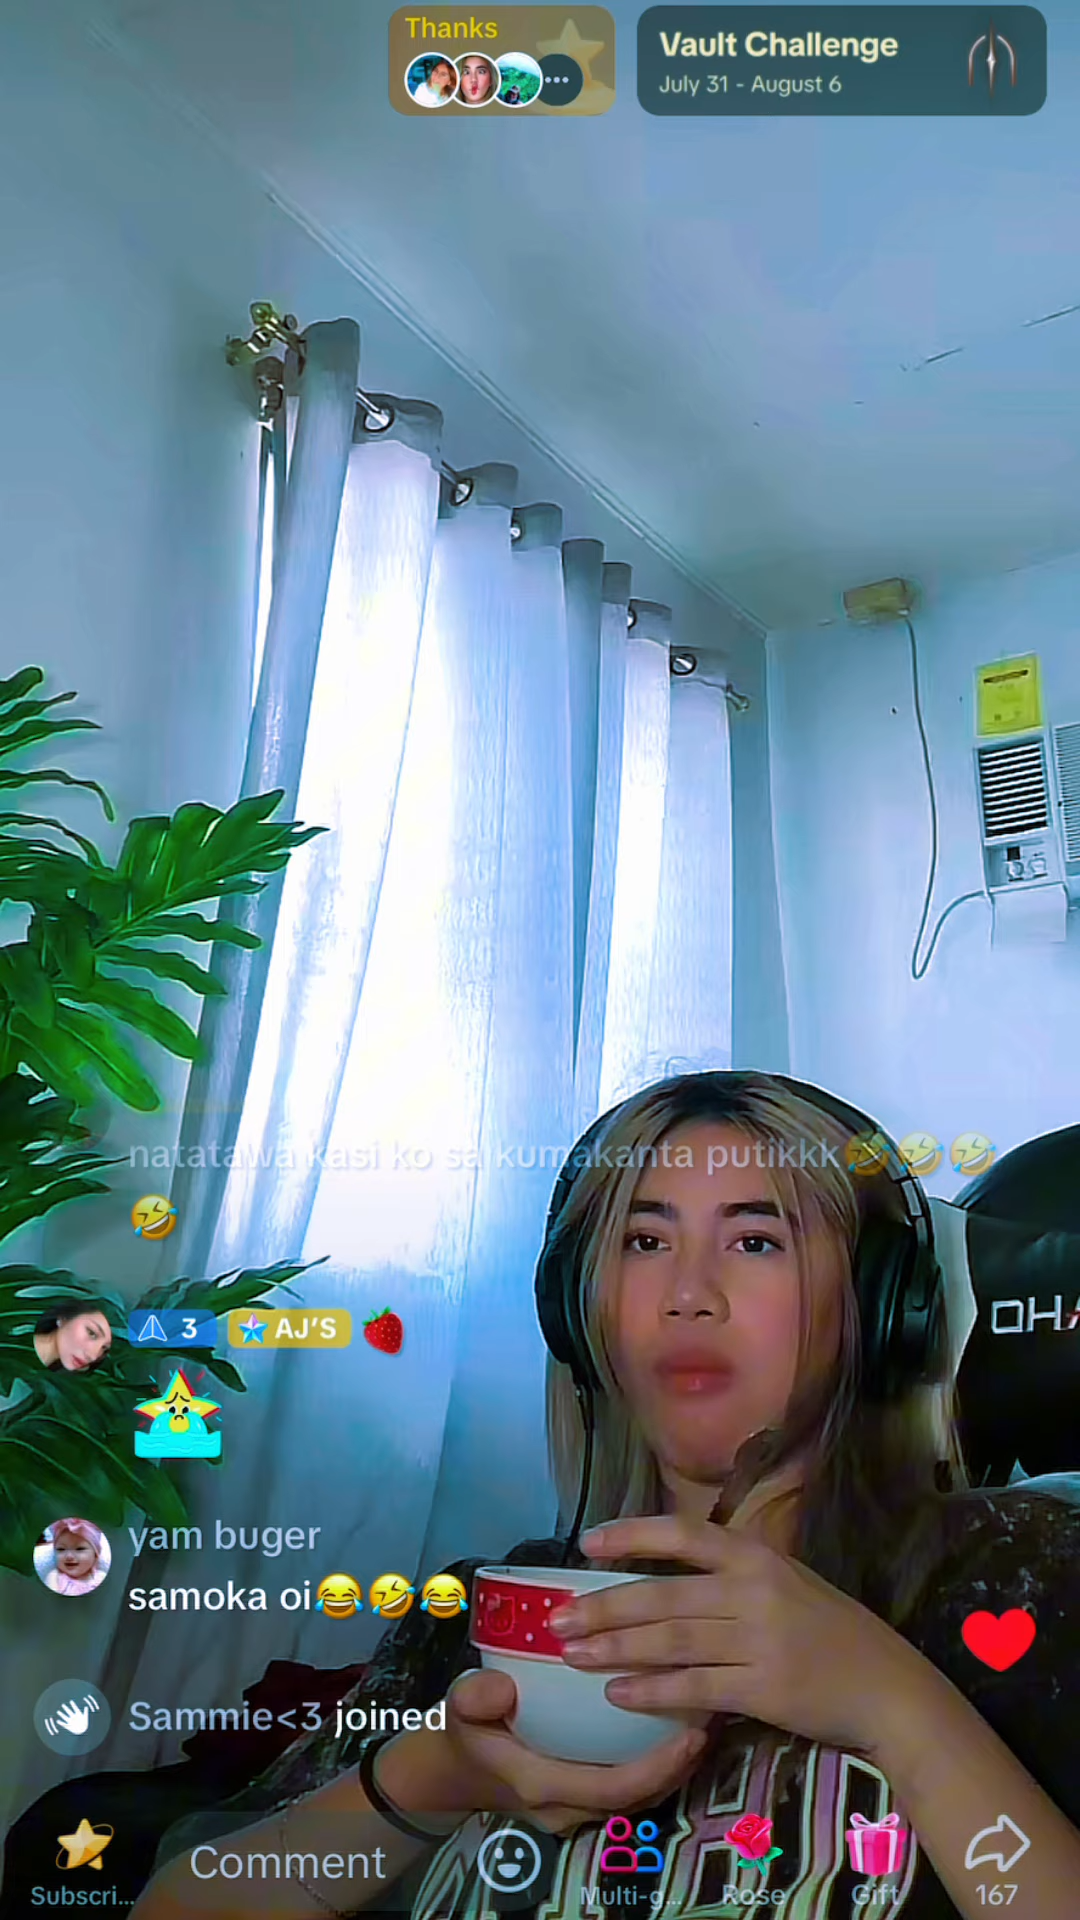 Thanks
Vault Challenge
July 31 - August 6
natatawa kasi ko sa kumakanta putikkk🤣🤣🤣
🤣
3 AJ'S 🍓
yam buger
samoka oi😂🤣😂
Sammie<3 joined
Comment
Subscri...
Multi-g...
Rose
Gift
167